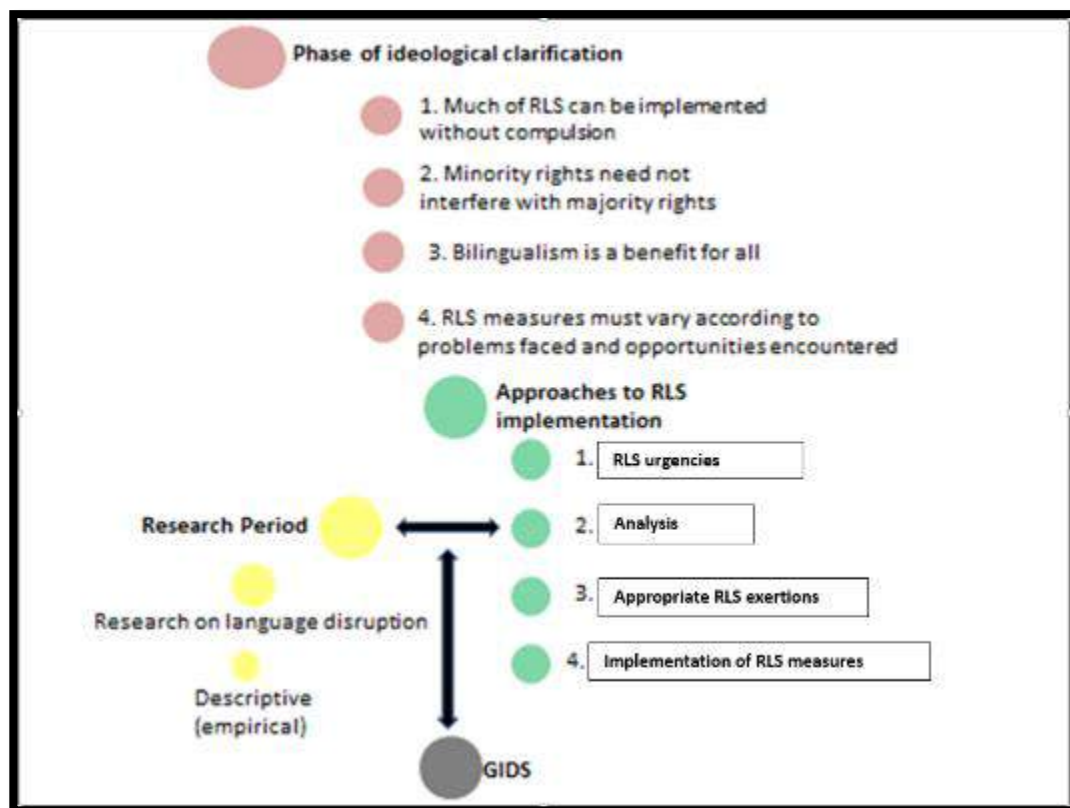 Phase of ideological clarification
1. Much of RLS can be implemented
without compulsion
2. Minority rights need not
interfere with majority rights
3. Bilingualism is a benefit for all
4. RLS measures must vary according to
problems faced and opportunities encountered
Approaches to RLS
implementation
1. RLS urgencies
Research Period
2. Analysis
3. Appropriate RLS exertions
Research on language disruption
4. Implementation of RLS measures
Descriptive
(empirical)
GIDS